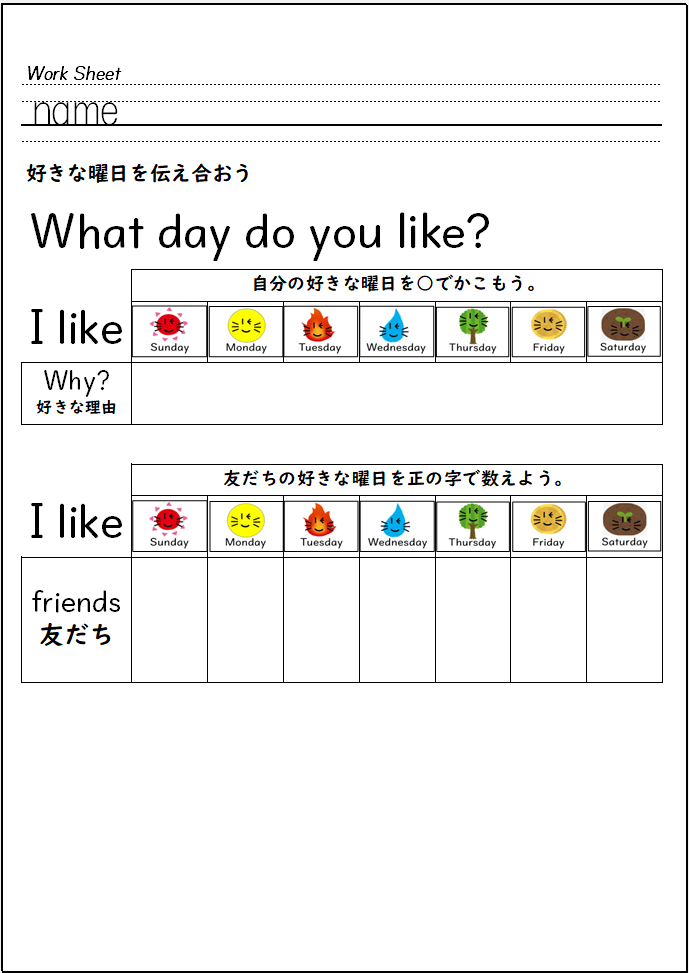 Work Sheet
name
好きな曜日を伝え合おう
What day do you like?
自分の好きな曜日を〇でかこもう。
I like
Sunday Monday Tuesday Wednesday Thursday Friday Saturday
Why?
好きな理由
友だちの好きな曜日を正の字で数えよう。
I like
Sunday Monday Tuesday Wednesday Thursday Friday Saturday
friends
友だち